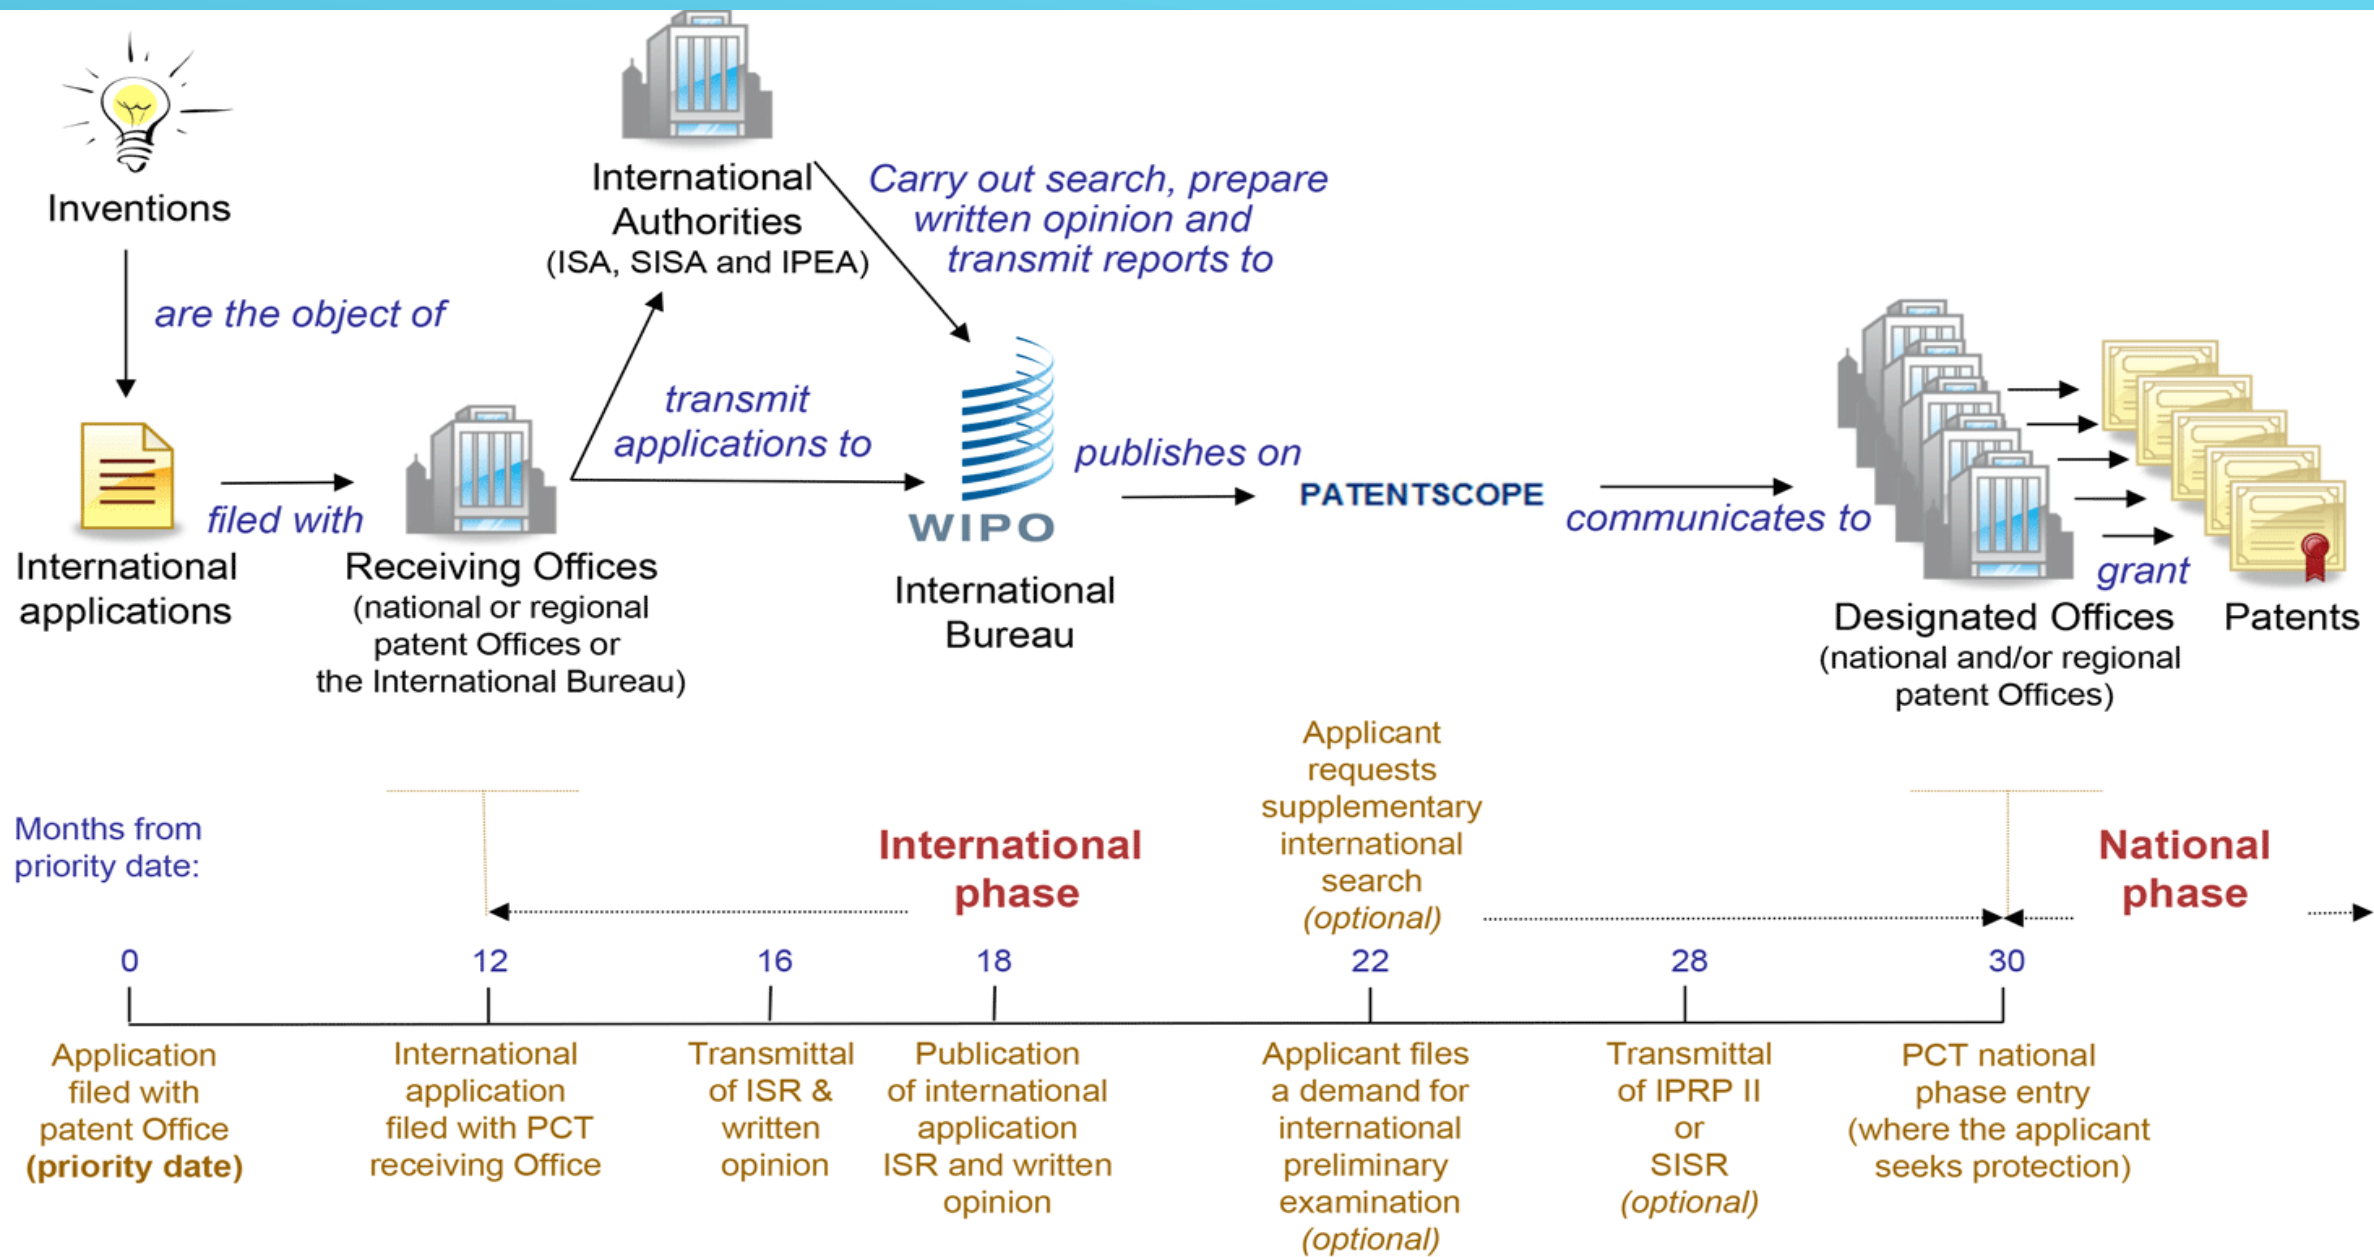 Inventions
are the object of
International
applications
filed with
Receiving Offices
(national or regional
patent Offices or
the International Bureau)
International
Authorities
(ISA, SISA and IPEA)
transmit
applications to
Carry out search, prepare
written opinion and
transmit reports to
WIPO
International
Bureau
publishes on
PATENTSCOPE
communicates to
Designated Offices
(national and/or regional
patent Offices)
grant
Patents
Months from
priority date:
International
phase
Applicant
requests
supplementary
international
search
(optional)
National
phase
0
12
16
18
22
28
30
Application
filed with
patent Office
(priority date)
International
application
filed with PCT
receiving Office
Transmittal
of ISR &
written
opinion
Publication
of international
application
ISR and written
opinion
Applicant files
a demand for
international
preliminary
examination
(optional)
Transmittal
of IPRP II
or
SISR
(optional)
PCT national
phase entry
(where the applicant
seeks protection)